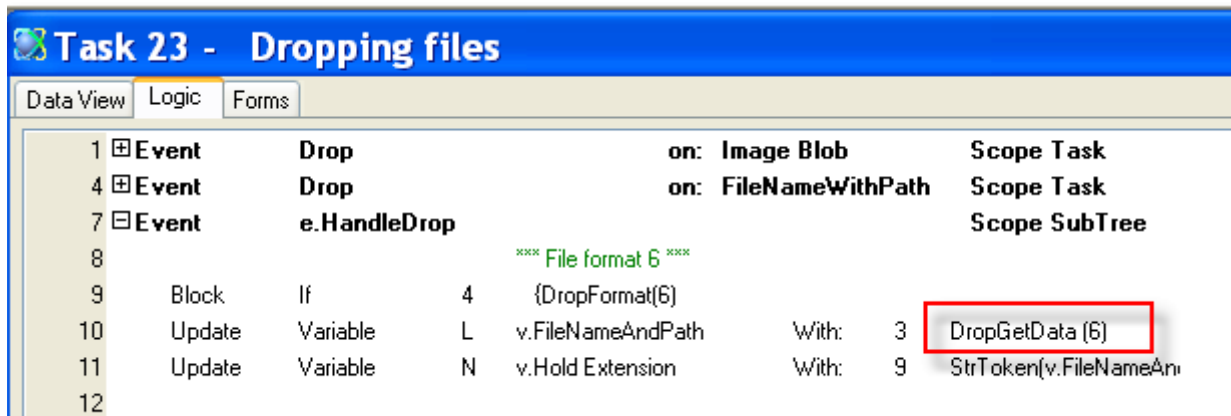 Task 23 - Dropping files
Data View Logic Forms
1 Event Drop on: Image Blob Scope Task
4 Event Drop on: FileNameWithPath Scope Task
7 Event e.HandleDrop Scope SubTree
8 *** File format 6 ***
9 Block If 4 {DropFormat(6)
10 Update Variable L v.FileNameAndPath With: 3 DropGetData (6)
11 Update Variable N v.Hold Extension With: 9 StrToken(v.FileNameAn
12